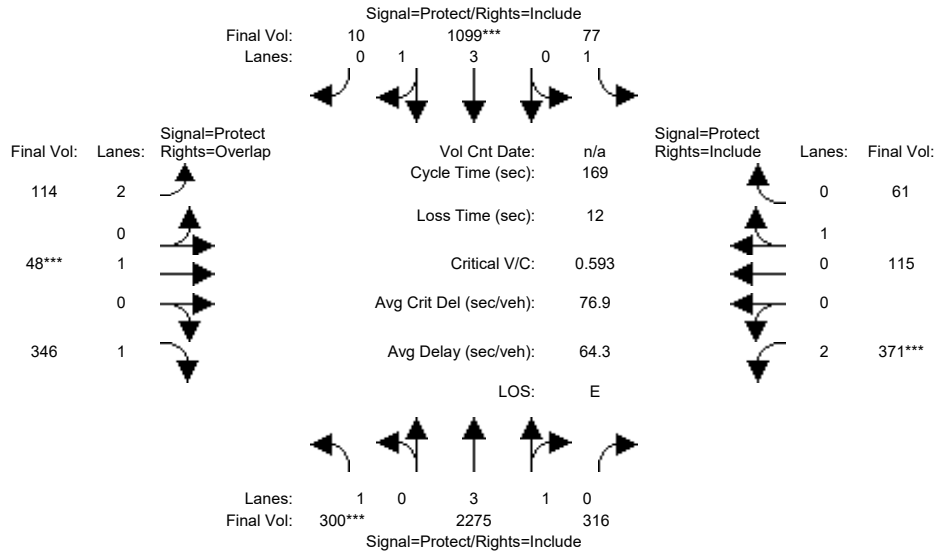 Signal=Protect/Rights=Include
Final Vol: 10 1099*** 77
Lanes: 0 1 3 0 1
Signal=Protect
Final Vol: Lanes: Rights=Overlap
Vol Cnt Date: n/a
Signal=Protect
Rights=Include Lanes: Final Vol:
Cycle Time (sec): 169
114 2 0 61
Loss Time (sec): 12
0 1
48*** 1 Critical V/C: 0.593 0 115
0 Avg Crit Del (sec/veh): 76.9 0
346 1 Avg Delay (sec/veh): 64.3 2 371***
LOS: E
Lanes: 1 0 3 1 0
Final Vol: 300*** 2275 316
Signal=Protect/Rights=Include